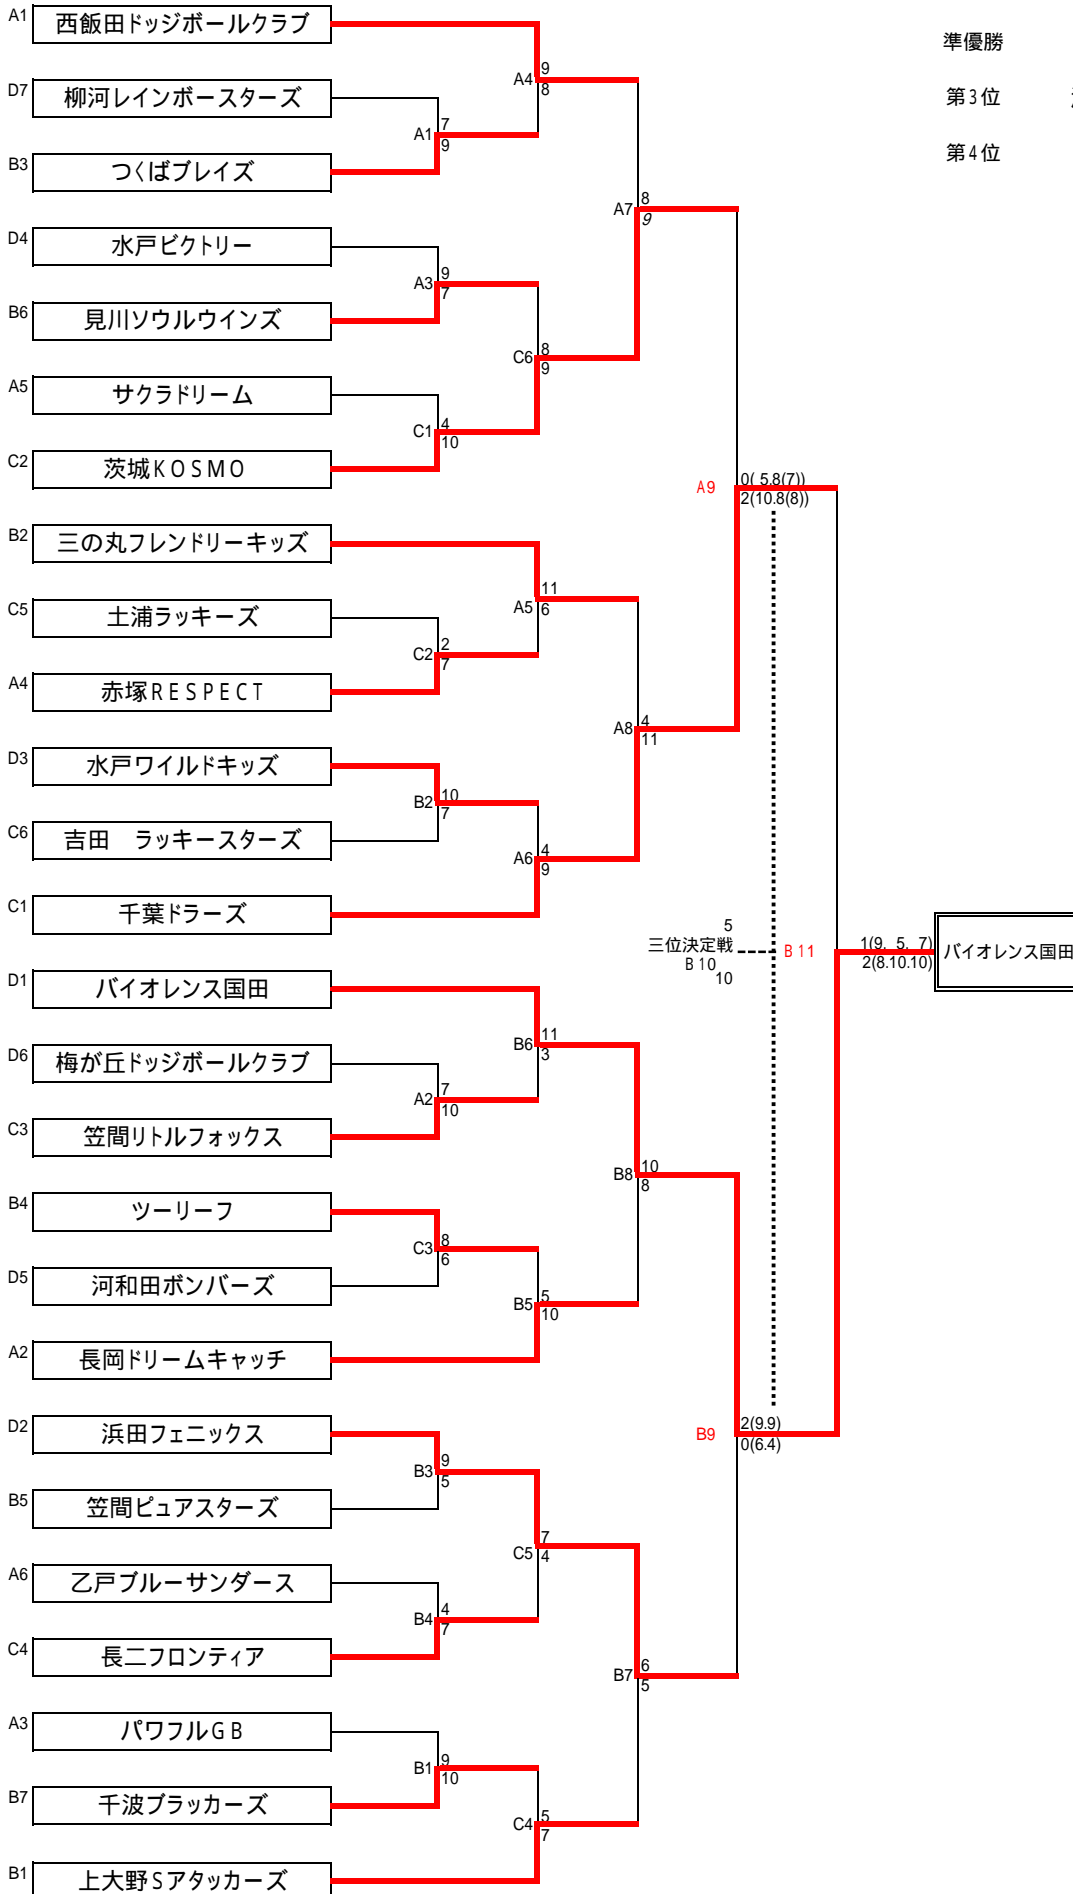 A1 西飯田ドッジボールクラブ
準優勝
9
A4
8
D7 柳河レインボースターズ
第3位
7
A1
9
B3 つくばブレイズ
第4位
8
A7
9
D4 水戸ビクトリー
9
A3
7
B6 見川ソウルウインズ
8
C6
9
A5 サクラドリーム
4
C1
10
C2 茨城KOSMO
A9
0( 5.8(7))
2(10.8(8))
B2 三の丸フレンドリーキッズ
11
A5
6
C5 土浦ラッキーズ
2
C2
7
A4 赤塚RESPECT
4
A8
11
D3 水戸ワイルドキッズ
10
B2
7
C6 吉田　ラッキースターズ
4
A6
9
C1 千葉ドラーズ
5
三位決定戦
B10
10
B11
1(9. 5. 7)
2(8.10.10)
バイオレンス国田
D1 バイオレンス国田
11
B6
3
D6 梅が丘ドッジボールクラブ
7
A2
10
C3 笠間リトルフォックス
10
B8
8
B4 ツーリーフ
8
C3
6
D5 河和田ボンバーズ
5
B5
10
A2 長岡ドリームキャッチ
D2 浜田フェニックス
B9
2(9.9)
0(6.4)
9
B3
5
B5 笠間ピュアスターズ
7
C5
4
A6 乙戸ブルーサンダース
4
B4
7
C4 長二フロンティア
6
B7
5
A3 パワフルGB
9
B1
10
B7 千波ブラッカーズ
5
C4
7
B1 上大野Sアタッカーズ